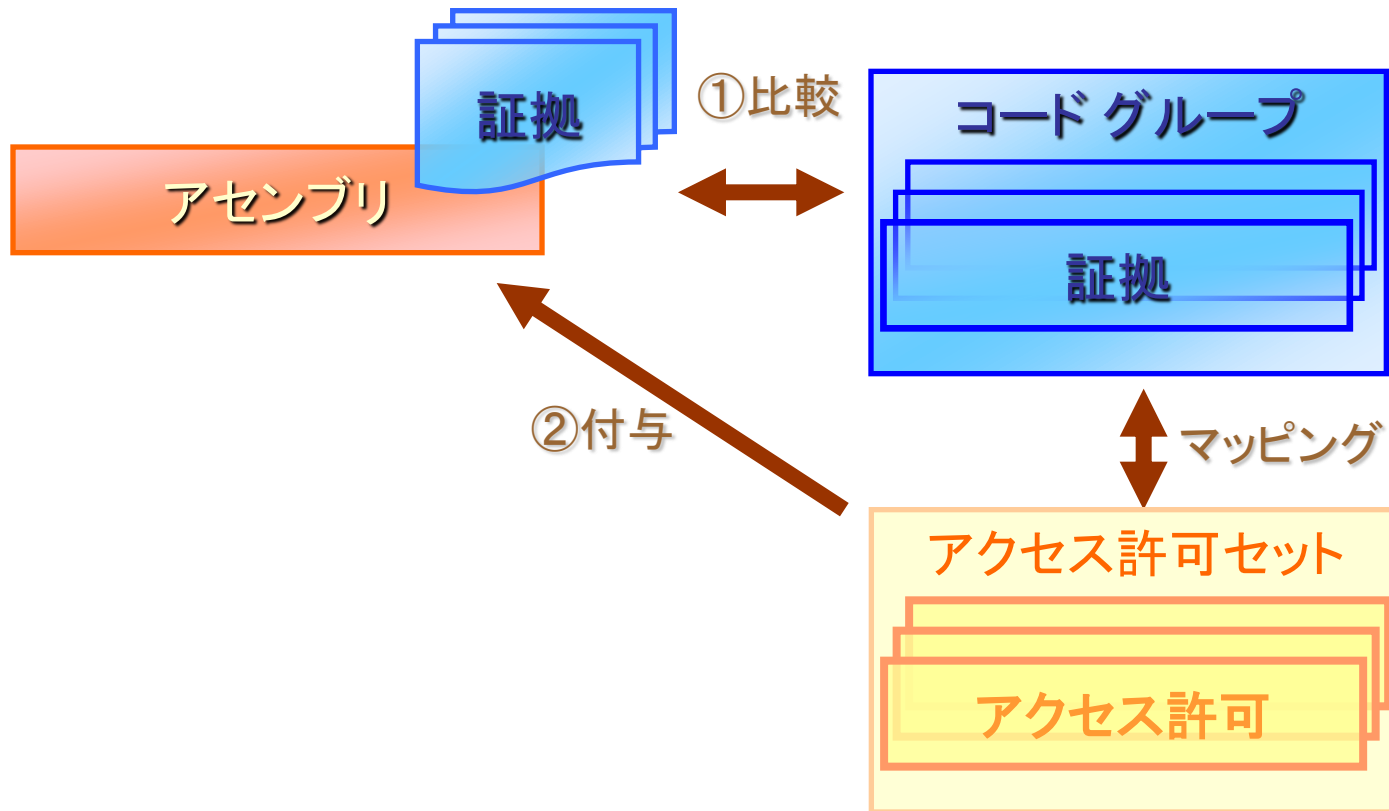 証拠
アセンブリ
①比較
コード グループ
証拠
②付与
マッピング
アクセス許可セット
アクセス許可